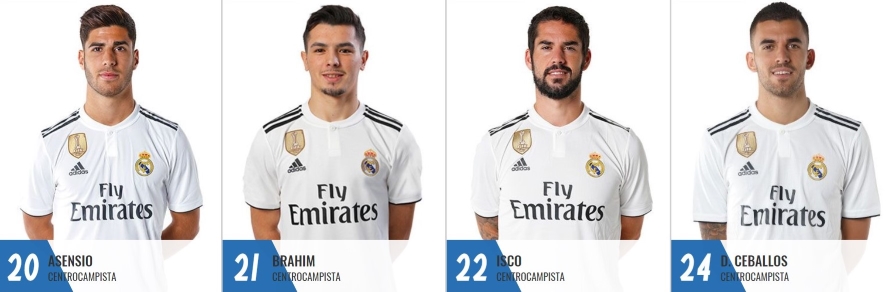 adidas
Fly
Emirates
20 ASENSIO
CENTROCAMPISTA
adidas
Fly
Emirates
21 BRAHIM
CENTROCAMPISTA
adidas
Fly
Emirates
22 ISCO
CENTROCAMPISTA
adidas
Fly
Emirates
24 D. CEBALLOS
CENTROCAMPISTA